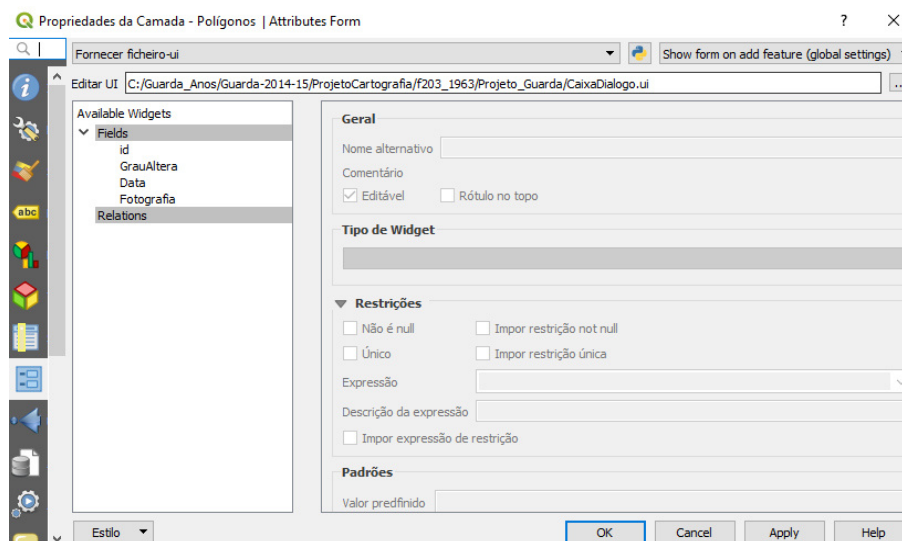 Propriedades da Camada - Polígonos | Attributes Form
Fornecer ficheiro-ui
Show form on add feature (global settings)
Editar UI C:/Guarda_Anos/Guarda-2014-15/ProjetoCartografia/f203_1963/Projeto_Guarda/CaixaDialogo.ui
...
Available Widgets
Fields
id
GrauAltera
Data
Fotografia
Relations
Geral
Nome alternativo
Comentário
Editável Rótulo no topo
Tipo de Widget
Restrições
Não é null Impor restrição not null
Único Impor restrição única
Expressão
Descrição da expressão
Impor expressão de restrição
Padrões
Valor predfinido
abc
Estilo
OK Cancel Apply Help